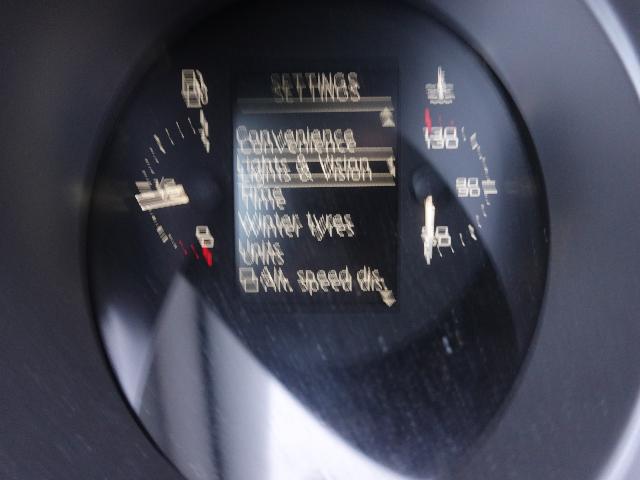 SETTINGS
Convenience
Lights & Vision
Time
Winter tyres
Units
Alt. speed dis.
130
90